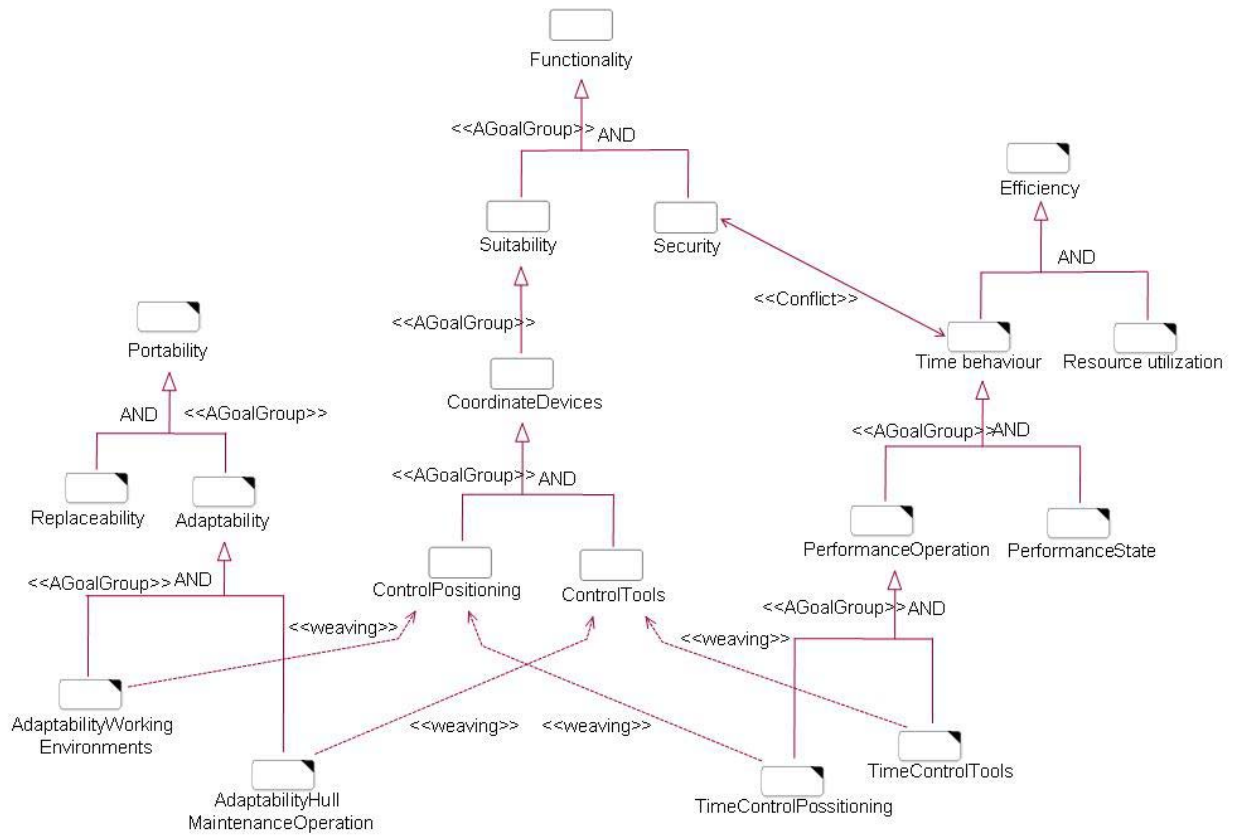 Functionality
<<AGoalGroup>> AND
Efficiency
Suitability
Security
AND
<<Conflict>>
<<AGoalGroup>>
Portability
Time behaviour
Resource utilization
CoordinateDevices
AND
<<AGoalGroup>>
<<AGoalGroup>> AND
<<AGoalGroup>> AND
Replaceability
Adaptability
PerformanceOperation
PerformanceState
<<AGoalGroup>> AND
ControlPositioning
ControlTools
<<AGoalGroup>> AND
<<weaving>>
<<weaving>>
AdaptabilityWorking
Environments
<<weaving>>
<<weaving>>
TimeControlTools
AdaptabilityHull
MaintenanceOperation
TimeControlPossitioning